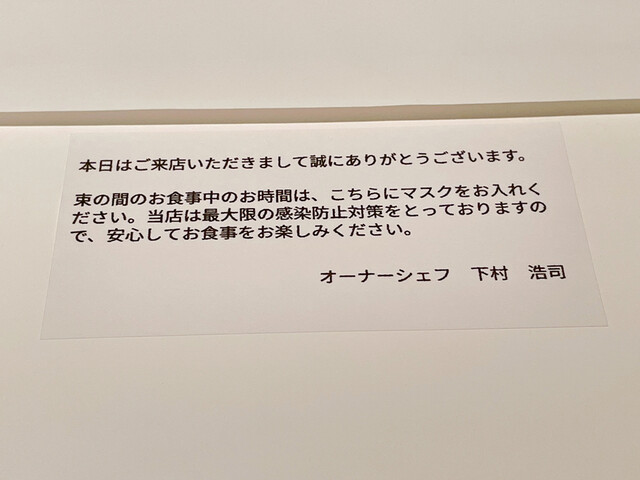 本日はご来店いただきまして誠にありがとうございます。
束の間のお食事中のお時間は、こちらにマスクをお入れく
ださい。当店は最大限の感染防止対策をとっておりますの
で、安心してお食事をお楽しみください。
オーナーシェフ　下村　浩司